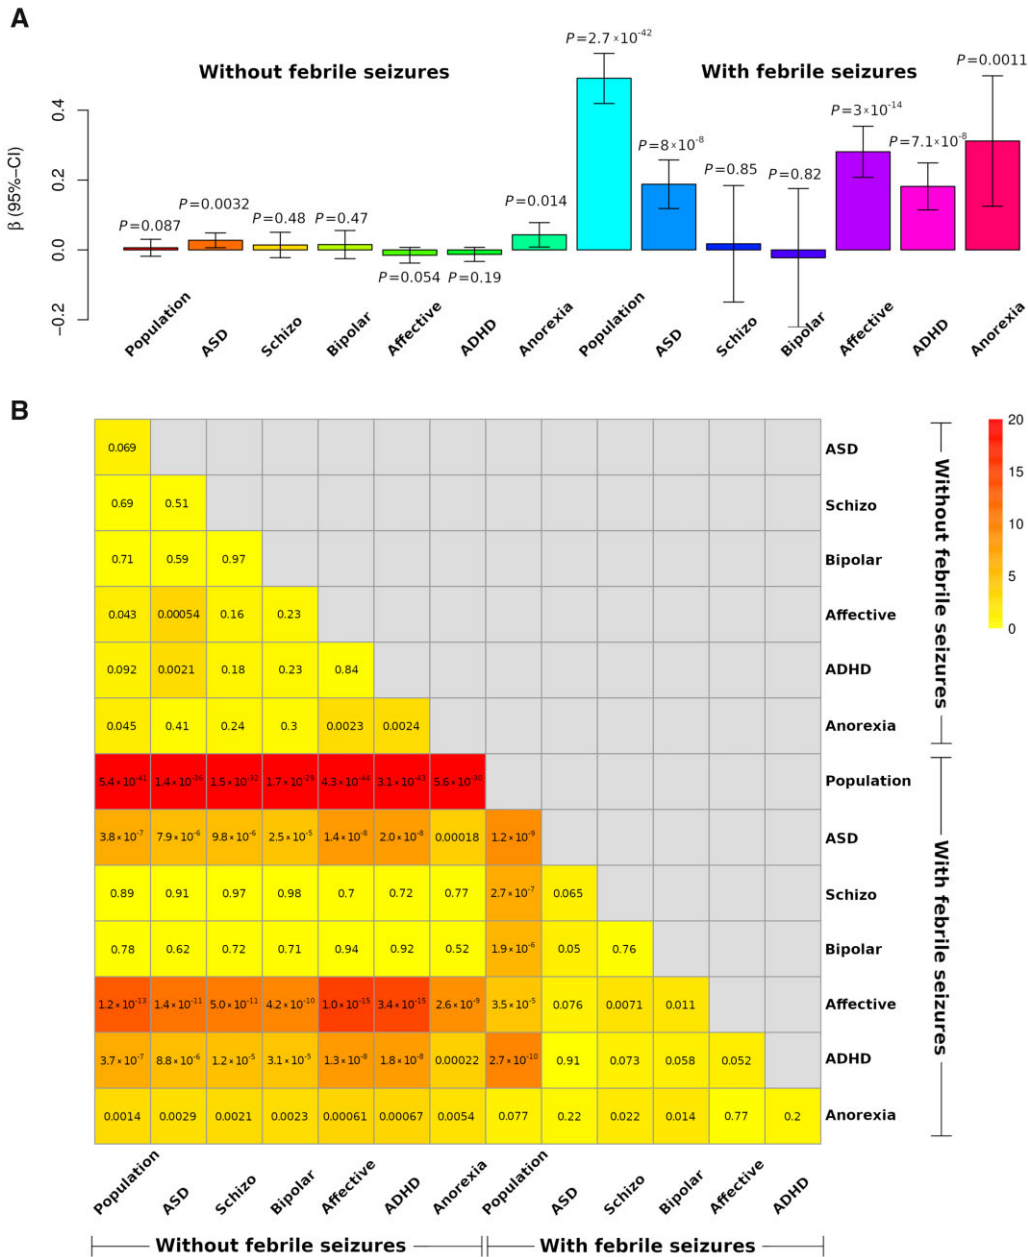 A
P=2.7×10⁻⁴²
P=0.0011
Without febrile seizures
With febrile seizures
P=3×10⁻¹⁴
P=7.1×10⁻⁸
P=8×10⁻⁸
P=0.85
P=0.82
P=0.087
P=0.0032
P=0.48
P=0.47
P=0.014
P=0.054
P=0.19
β (95%−CI)
0.4
0.2
0.0
−0.2
Population ASD Schizo Bipolar Affective ADHD Anorexia Population ASD Schizo Bipolar Affective ADHD Anorexia
B
0.069 ASD
0.69 0.51 Schizo
0.71 0.59 0.97 Bipolar
0.043 0.00054 0.16 0.23 Affective
0.092 0.0021 0.18 0.23 0.84 ADHD
0.045 0.41 0.24 0.3 0.0023 0.0024 Anorexia
5.4×10⁻⁴¹ 1.4×10⁻³⁶ 1.5×10⁻³² 1.7×10⁻²⁹ 4.3×10⁻⁴⁴ 3.1×10⁻⁴³ 5.6×10⁻³⁰ Population
3.8×10⁻⁷ 7.9×10⁻⁶ 9.8×10⁻⁶ 2.5×10⁻⁵ 1.4×10⁻⁸ 2.0×10⁻⁸ 0.00018 1.2×10⁻⁹ ASD
0.89 0.91 0.97 0.98 0.7 0.72 0.77 2.7×10⁻⁷ 0.065 Schizo
0.78 0.62 0.72 0.71 0.94 0.92 0.52 1.9×10⁻⁶ 0.05 0.76 Bipolar
1.2×10⁻¹³ 1.4×10⁻¹¹ 5.0×10⁻¹¹ 4.2×10⁻¹⁰ 1.0×10⁻¹⁵ 3.4×10⁻¹⁵ 2.6×10⁻⁹ 3.5×10⁻⁵ 0.076 0.0071 0.011 Affective
3.7×10⁻⁷ 8.8×10⁻⁶ 1.2×10⁻⁵ 3.1×10⁻⁵ 1.3×10⁻⁸ 1.8×10⁻⁸ 0.00022 2.7×10⁻¹⁰ 0.91 0.073 0.058 0.052 ADHD
0.0014 0.0029 0.0021 0.0023 0.00061 0.00067 0.0054 0.077 0.22 0.022 0.014 0.77 0.2 Anorexia
Population ASD Schizo Bipolar Affective ADHD Anorexia Population ASD Schizo Bipolar Affective ADHD
Without febrile seizures
With febrile seizures
Without febrile seizures
With febrile seizures
20
15
10
5
0